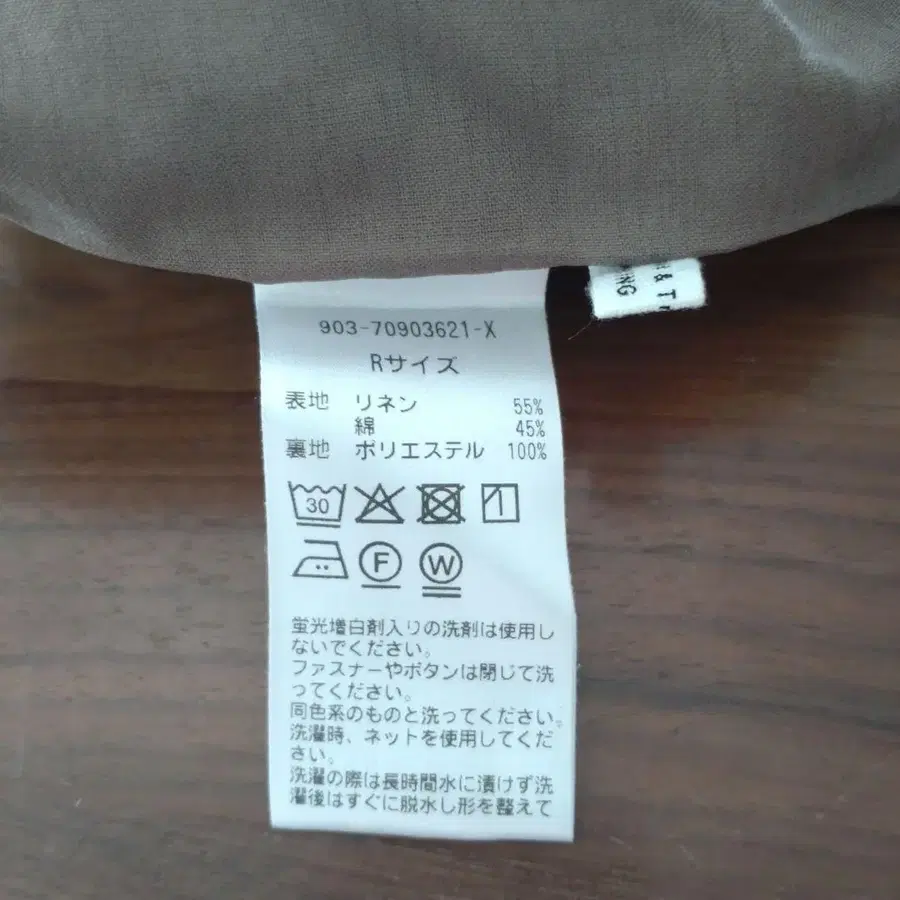 903-70903621-X
Rサイズ
表地 リネン 55%
綿 45%
裏地 ポリエステル 100%
30
F W
蛍光増白剤入りの洗剤は使用し
ないでください。
ファスナーやボタンは閉じて洗
ってください。
同色系のものと洗ってください。
洗濯時、ネットを使用してくだ
さい。
洗濯の際は長時間水に漬けず洗
濯後はすぐに脱水し形を整えて
& T